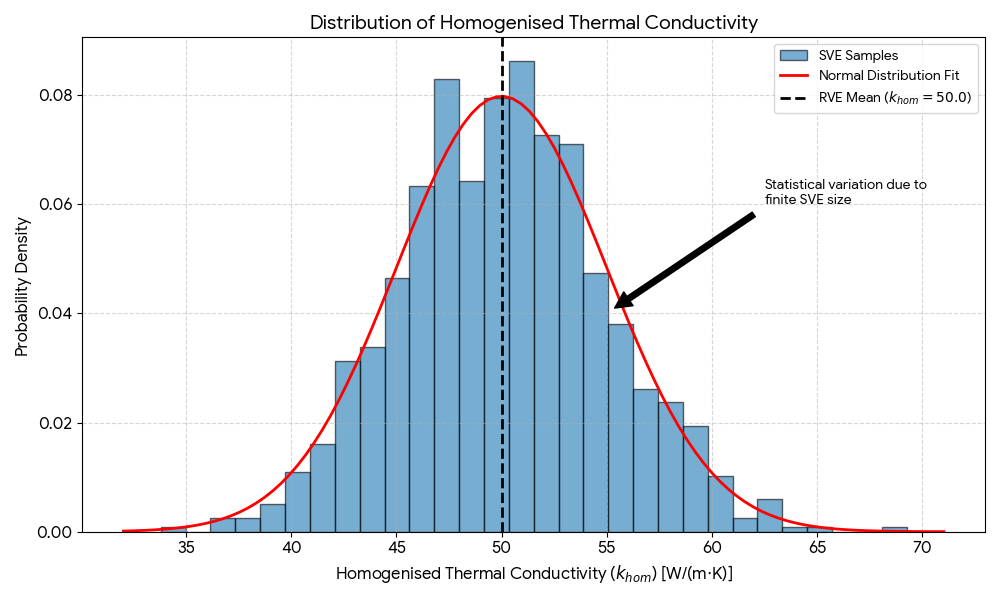 Distribution of Homogenised Thermal Conductivity
SVE Samples
Normal Distribution Fit
RVE Mean (k_hom = 50.0)
Statistical variation due to
finite SVE size
Probability Density
0.08
0.06
0.04
0.02
0.00
35 40 45 50 55 60 65 70
Homogenised Thermal Conductivity (k_hom) [W/(m·K)]